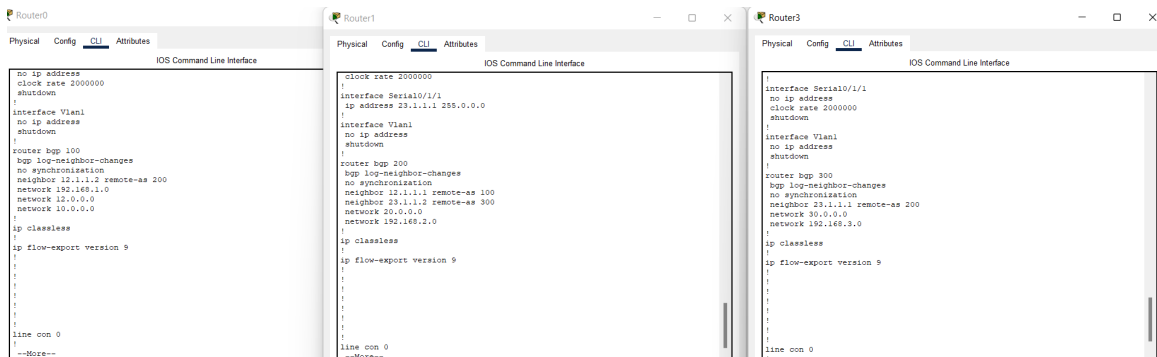 Router0
Physical Config CLI Attributes
IOS Command Line Interface
no ip address
clock rate 2000000
shutdown
!
interface Vlan1
no ip address
shutdown
!
router bgp 100
bgp log-neighbor-changes
no synchronization
neighbor 12.1.1.2 remote-as 200
network 192.168.1.0
network 12.0.0.0
network 10.0.0.0
!
ip classless
!
ip flow-export version 9
!
!
!
!
!
!
!
!
line con 0
!
--More--
Router1
Physical Config CLI Attributes
IOS Command Line Interface
clock rate 2000000
!
interface Serial0/1/1
ip address 23.1.1.1 255.0.0.0
!
interface Vlan1
no ip address
shutdown
!
router bgp 200
bgp log-neighbor-changes
no synchronization
neighbor 12.1.1.1 remote-as 100
neighbor 23.1.1.2 remote-as 300
network 20.0.0.0
network 192.168.2.0
!
ip classless
!
ip flow-export version 9
!
!
!
!
!
!
!
!
line con 0
--More--
Router3
Physical Config CLI Attributes
IOS Command Line Interface
!
interface Serial0/1/1
no ip address
clock rate 2000000
shutdown
!
interface Vlan1
no ip address
shutdown
!
router bgp 300
bgp log-neighbor-changes
no synchronization
neighbor 23.1.1.1 remote-as 200
network 30.0.0.0
network 192.168.3.0
!
ip classless
!
ip flow-export version 9
!
!
!
!
!
!
!
!
line con 0